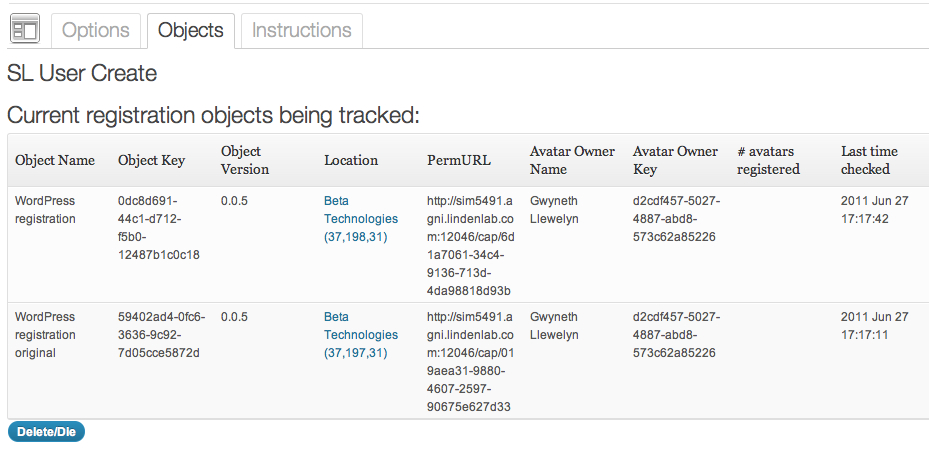 Options Objects Instructions
SL User Create
Current registration objects being tracked:
Object Name Object Key Object Version Location PermURL Avatar Owner Name Avatar Owner Key # avatars registered Last time checked
WordPress registration 0dc8d691-44c1-d712-f5b0-12487b1c0c18 0.0.5 Beta Technologies (37,198,31) http://sim5491.agni.lindenlab.com:12046/cap/6d1a7061-34c4-9136-713d-4da98818d93b Gwyneth Llewelyn d2cdf457-5027-4887-abd8-573c62a85226 2011 Jun 27 17:17:42
WordPress registration original 59402ad4-0fc6-3636-9c92-7d05cce5872d 0.0.5 Beta Technologies (37,197,31) http://sim5491.agni.lindenlab.com:12046/cap/019aea31-9880-4607-2597-90675e627d33 Gwyneth Llewelyn d2cdf457-5027-4887-abd8-573c62a85226 2011 Jun 27 17:17:11
Delete/Die